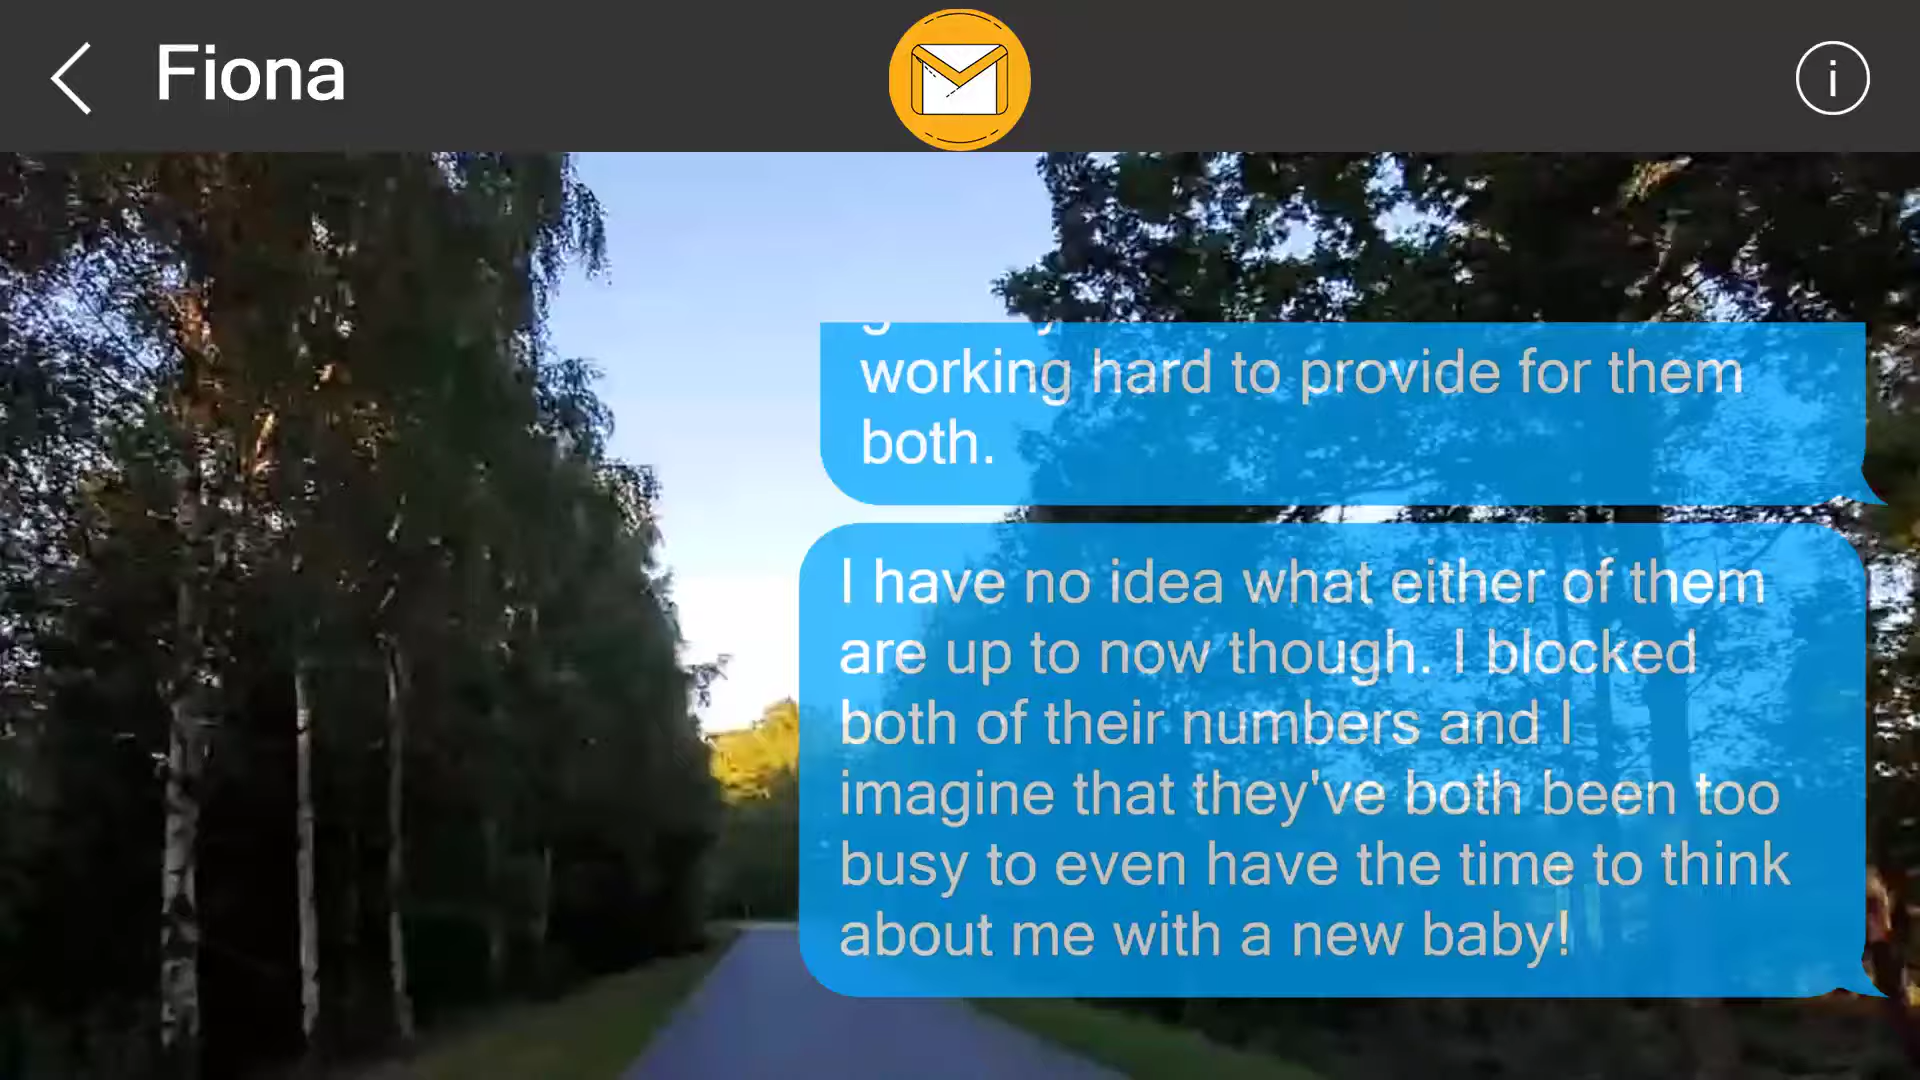 Fiona
i
working hard to provide for them
both.
I have no idea what either of them
are up to now though. I blocked
both of their numbers and I
imagine that they've both been too
busy to even have the time to think
about me with a new baby!